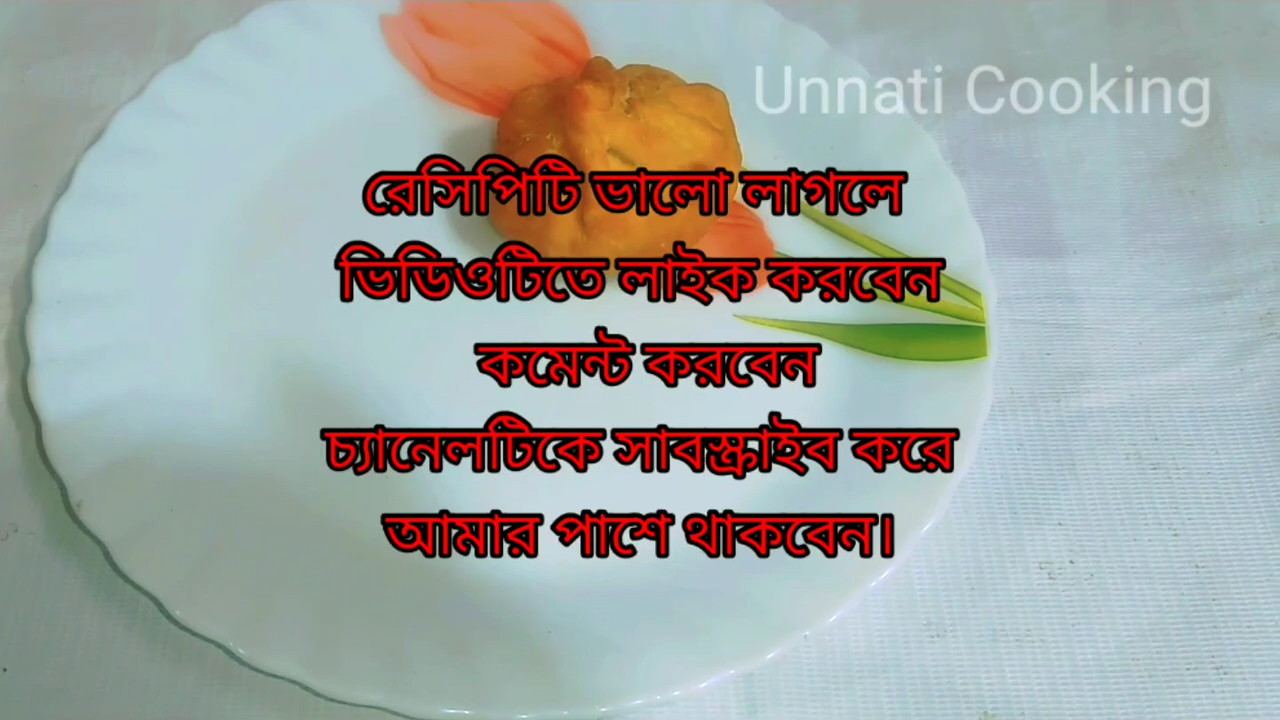 Unnati Cooking
রেসিপিটি ভালো লাগলে
ভিডিওটিতে লাইক করবেন
কমেন্ট করবেন
চ্যানেলটিকে সাবস্ক্রাইব করে
আমার পাশে থাকবেন।